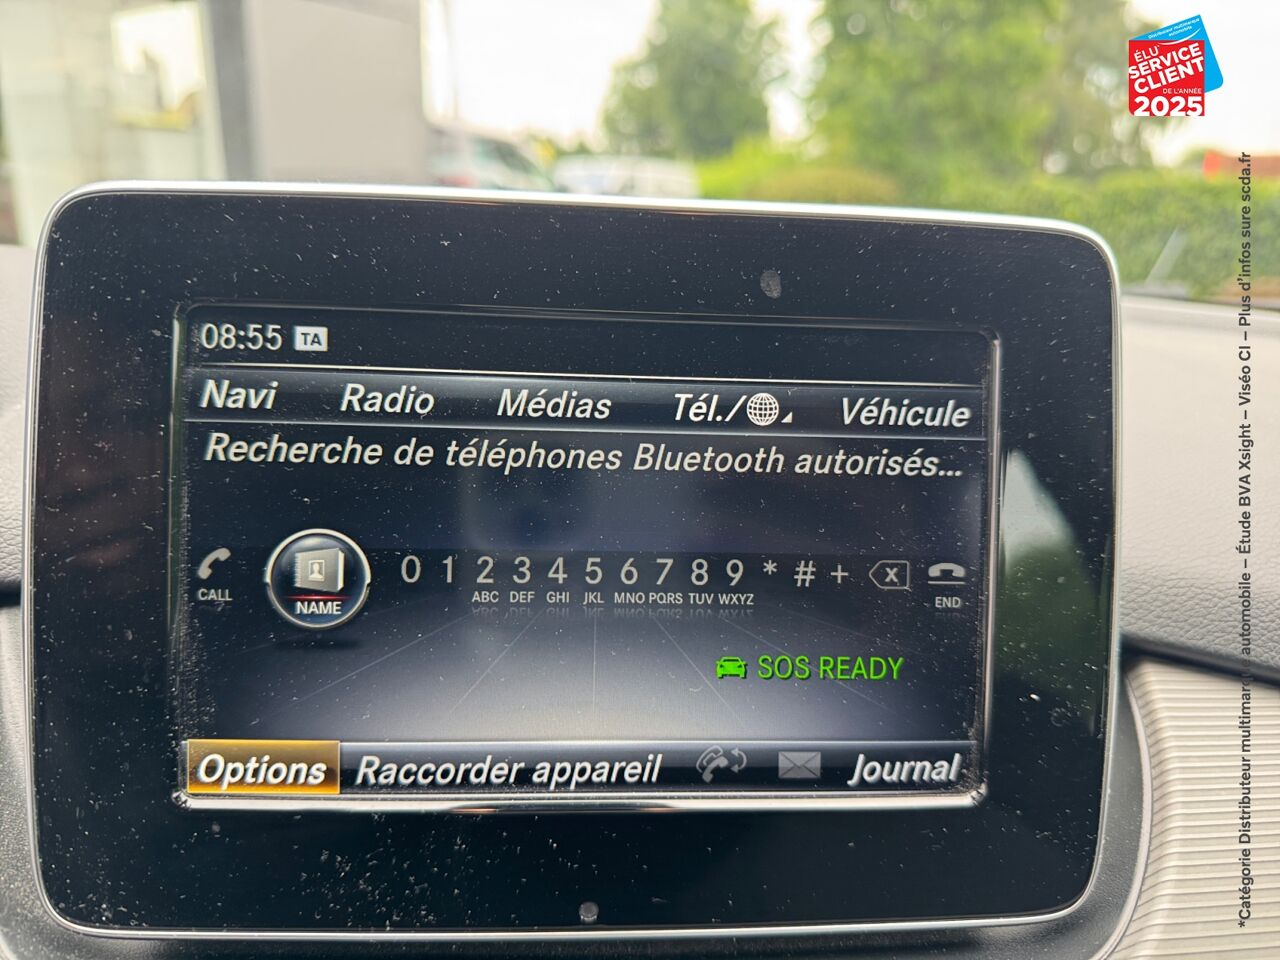 Distributeur multimarque
automobile*
ÉLU
SERVICE
CLIENT
DE L'ANNÉE
2025
08:55 TA
Navi Radio Médias Tél./ Véhicule
Recherche de téléphones Bluetooth autorisés...
0 1 2 3 4 5 6 7 8 9 * # +
CALL NAME ABC DEF GHI JKL MNO PQRS TUV WXYZ END
SOS READY
Options Raccorder appareil Journal
*Catégorie Distributeur multimarque automobile – Étude BVA Xsight – Viséo CI – Plus d'infos sure scda.fr